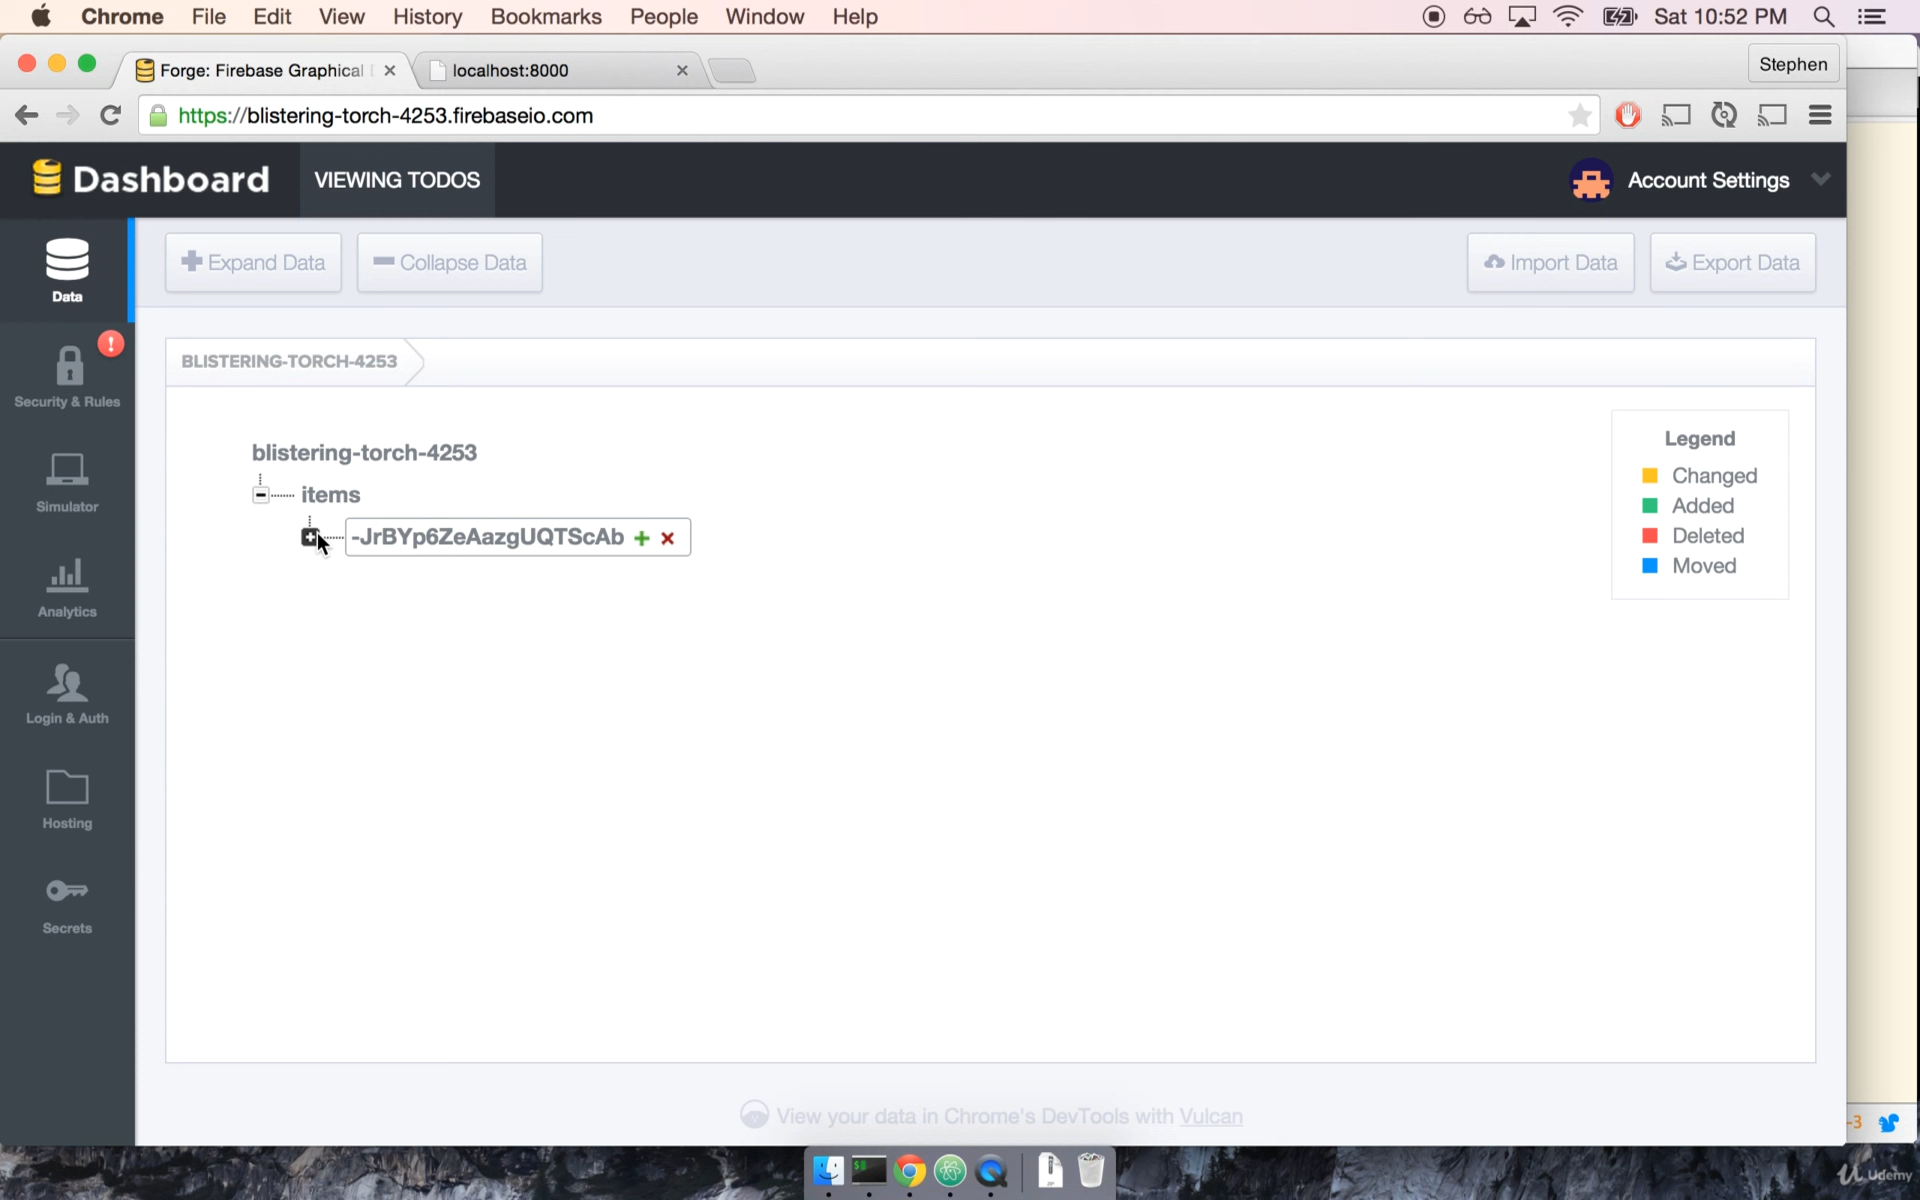 Chrome File Edit View History Bookmarks People Window Help Sat 10:52 PM
Forge: Firebase Graphical localhost:8000 Stephen
https://blistering-torch-4253.firebaseio.com
Dashboard VIEWING TODOS Account Settings
Data
Security & Rules
Simulator
Analytics
Login & Auth
Hosting
Secrets
Expand Data Collapse Data Import Data Export Data
BLISTERING-TORCH-4253
blistering-torch-4253
items
-JrBYp6ZeAazgUQTScAb
Legend
Changed
Added
Deleted
Moved
View your data in Chrome's DevTools with Vulcan
-3
Udemy